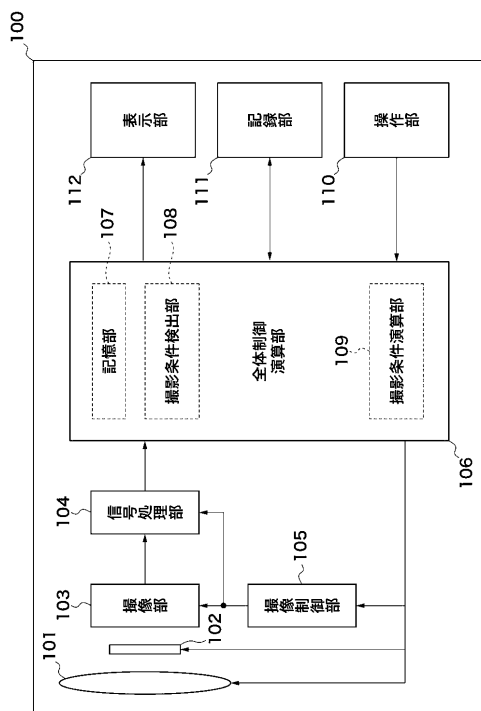 100
101
102
撮像部
103
信号処理部
104
撮像制御部
105
記憶部
107
撮影条件検出部
108
全体制御
演算部
撮影条件演算部
109
106
表示部
112
記録部
111
操作部
110